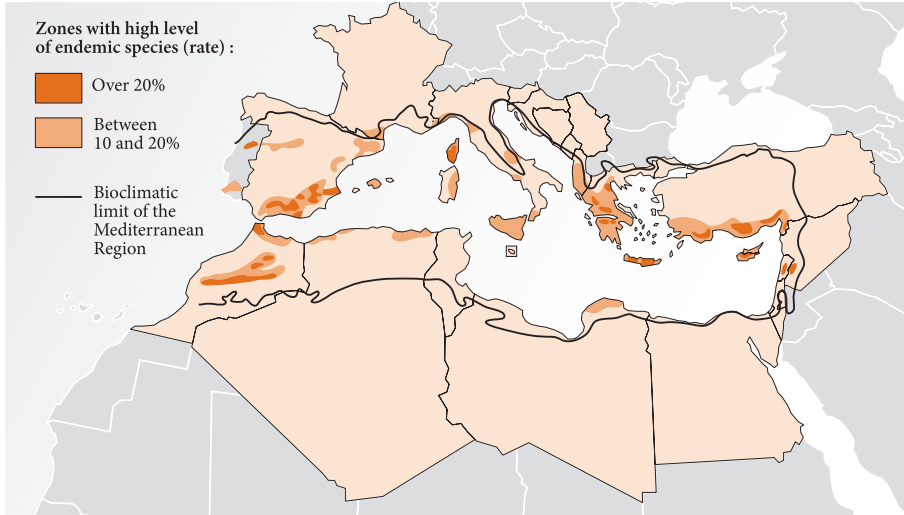 Zones with high level
of endemic species (rate) :
Over 20%
Between
10 and 20%
Bioclimatic
limit of the
Mediterranean
Region